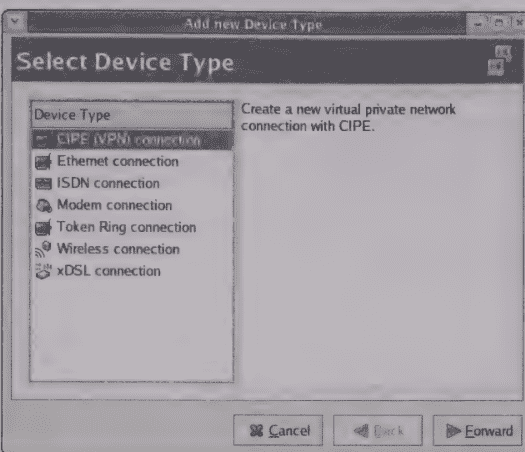 Add new Device Type
Select Device Type
Device Type
CIPE (VPN) connection
Ethernet connection
ISDN connection
Modem connection
Token Ring connection
Wireless connection
xDSL connection
Create a new virtual private network
connection with CIPE.
Cancel
Back
Forward